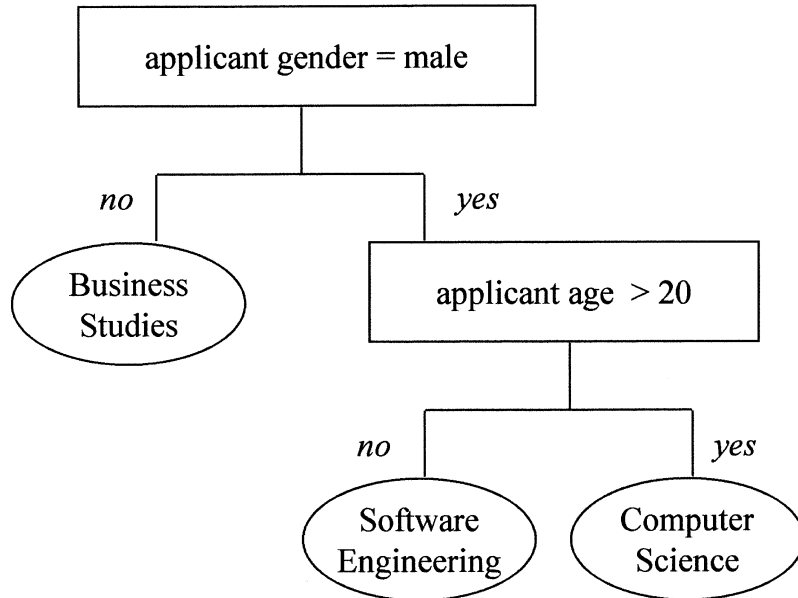 applicant gender = male
no
yes
Business
Studies
applicant age > 20
no
yes
Software
Engineering
Computer
Science